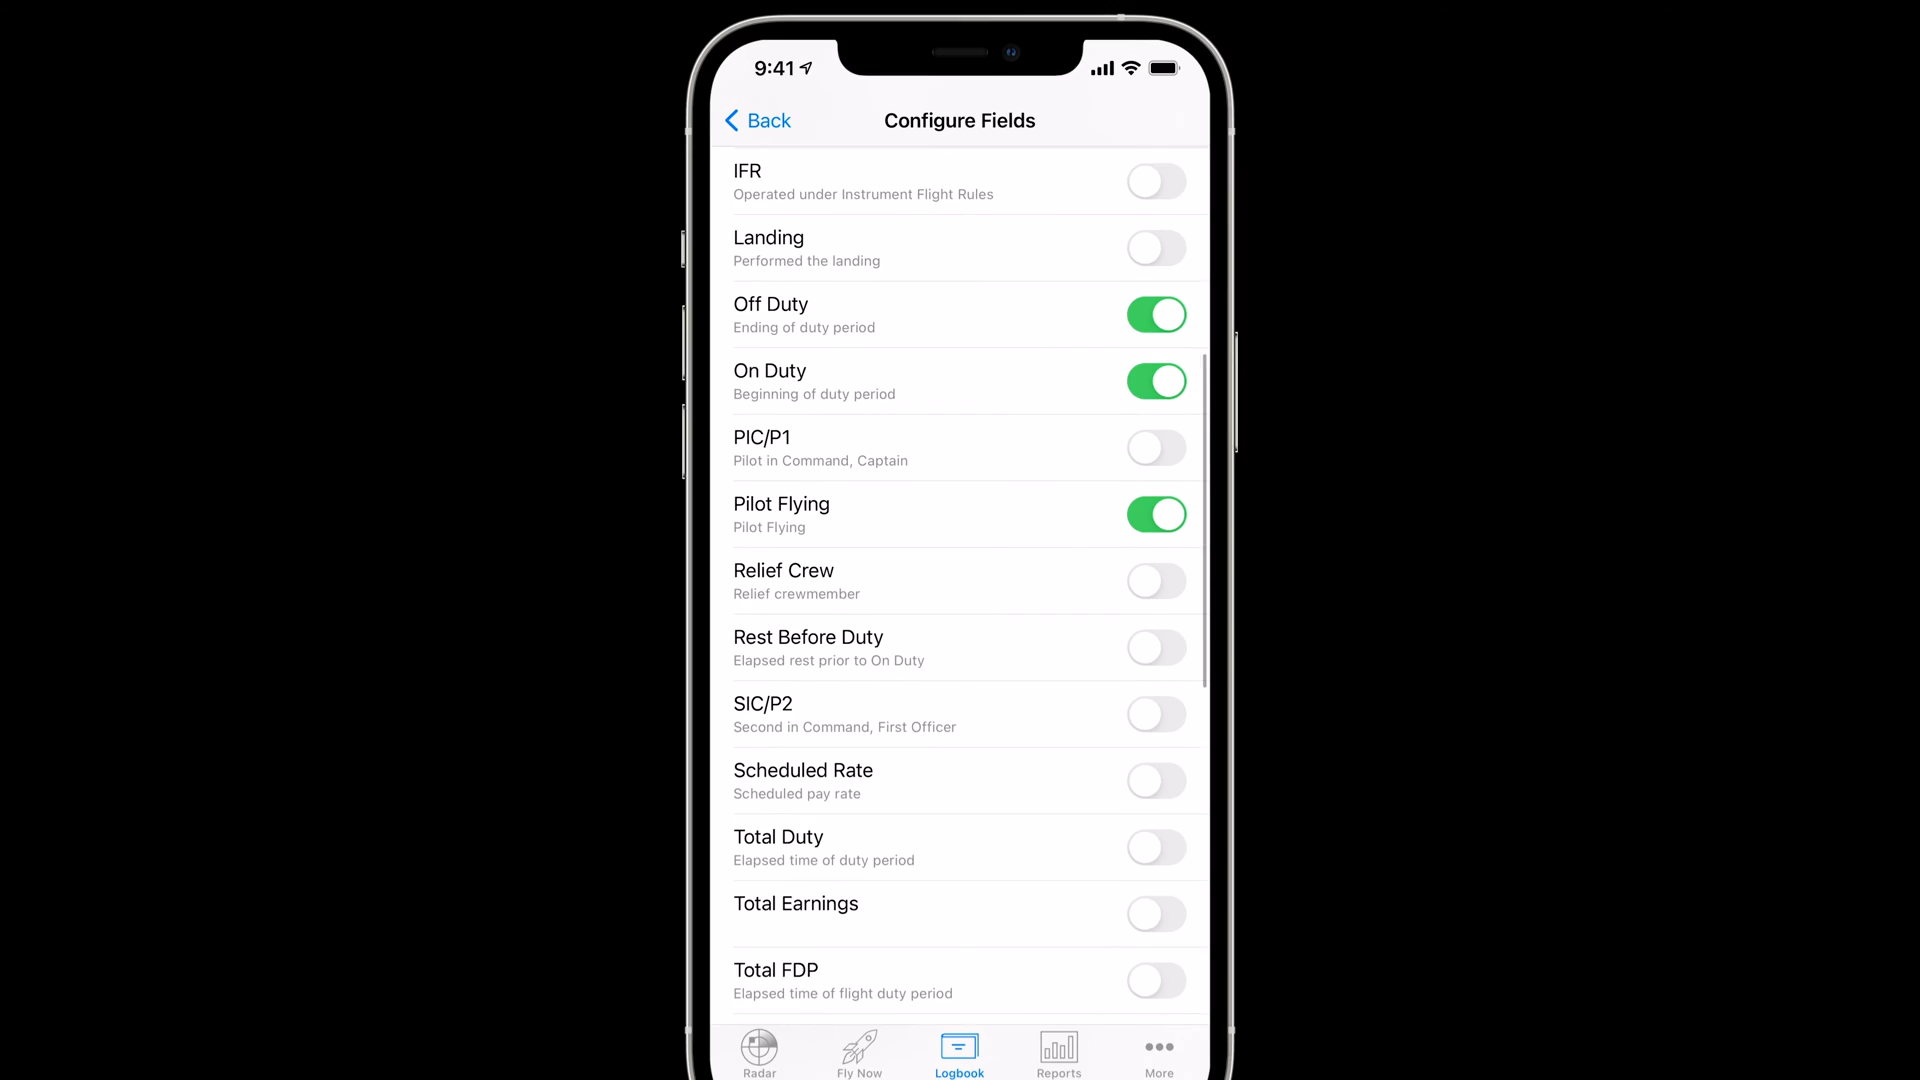 9:41
Back
Configure Fields
IFR
Operated under Instrument Flight Rules
Landing
Performed the landing
Off Duty
Ending of duty period
On Duty
Beginning of duty period
PIC/P1
Pilot in Command, Captain
Pilot Flying
Pilot Flying
Relief Crew
Relief crewmember
Rest Before Duty
Elapsed rest prior to On Duty
SIC/P2
Second in Command, First Officer
Scheduled Rate
Scheduled pay rate
Total Duty
Elapsed time of duty period
Total Earnings
Total FDP
Elapsed time of flight duty period
Radar
Fly Now
Logbook
Reports
More